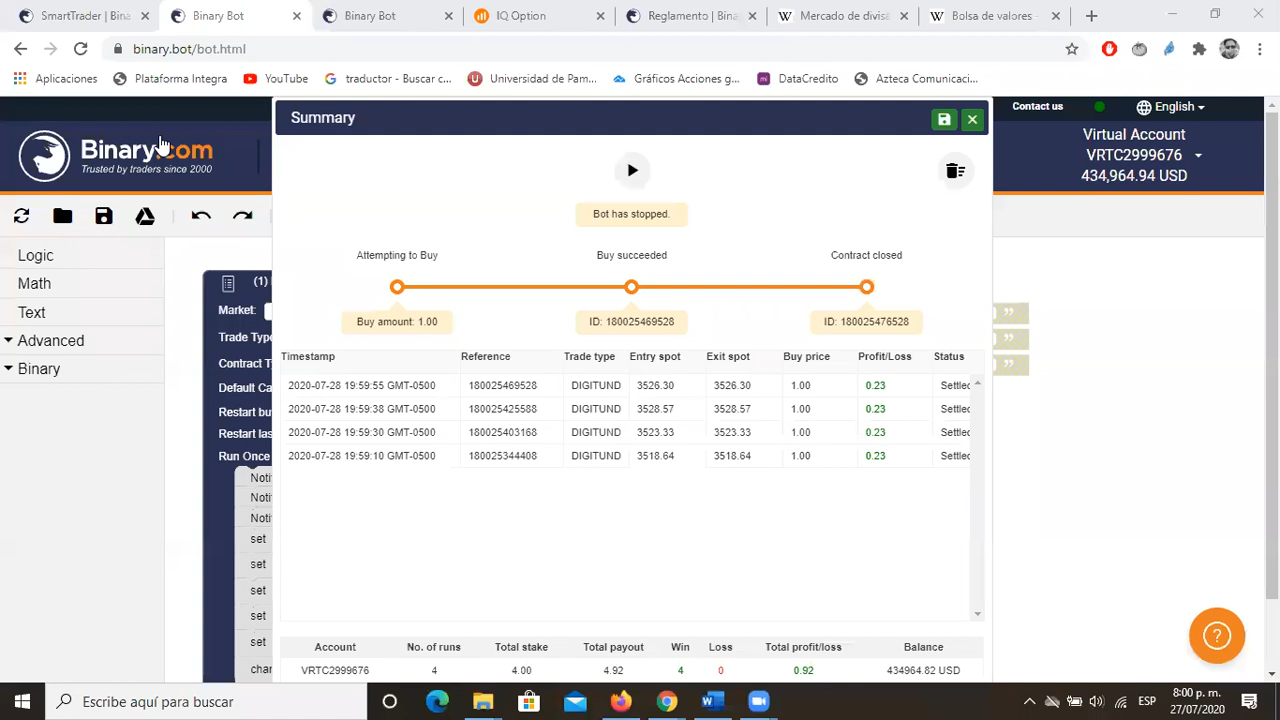 SmartTrader | Bina
Binary Bot
Binary Bot
IQ Option
Reglamento | Bina
Mercado de divisa
Bolsa de valores -
binary.bot/bot.html
Aplicaciones
Plataforma Integra
YouTube
traductor - Buscar c...
Universidad de Pam...
Gráficos Acciones g...
DataCredito
Azteca Comunicaci...
Contact us
English
Binary.com
Trusted by traders since 2000
Virtual Account
VRTC2999676
434,964.94 USD
Summary
Bot has stopped.
Attempting to Buy
Buy succeeded
Contract closed
Buy amount: 1.00
ID: 180025469528
ID: 180025476528
Logic
Math
Text
Advanced
Binary
(1)
Market:
Trade Type
Contract T
Default Ca
Restart bu
Restart las
Run Once
Noti
Noti
Noti
set
set
set
set
set
char
Timestamp Reference Trade type Entry spot Exit spot Buy price Profit/Loss Status
2020-07-28 19:59:55 GMT-0500 180025469528 DIGITUND 3526.30 3526.30 1.00 0.23 Settled
2020-07-28 19:59:38 GMT-0500 180025425588 DIGITUND 3528.57 3528.57 1.00 0.23 Settled
2020-07-28 19:59:30 GMT-0500 180025403168 DIGITUND 3523.33 3523.33 1.00 0.23 Settled
2020-07-28 19:59:10 GMT-0500 180025344408 DIGITUND 3518.64 3518.64 1.00 0.23 Settled
Account No. of runs Total stake Total payout Win Loss Total profit/loss Balance
VRTC2999676 4 4.00 4.92 4 0 0.92 434964.82 USD
Escribe aquí para buscar
ESP
8:00 p. m.
27/07/2020